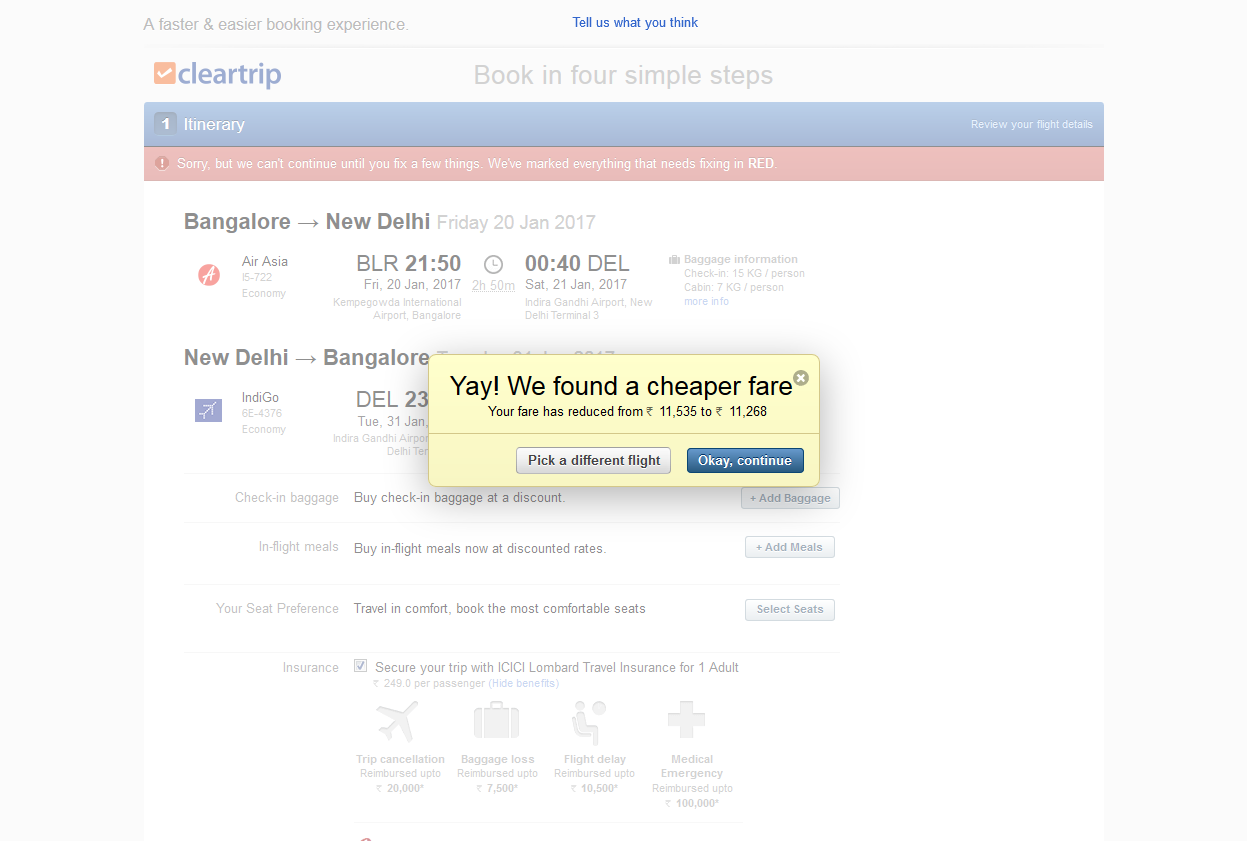 A faster & easier booking experience.
Tell us what you think
cleartrip
Book in four simple steps
1 Itinerary
Review your flight details
! Sorry, but we can't continue until you fix a few things. We've marked everything that needs fixing in RED.
Bangalore → New Delhi Friday 20 Jan 2017
Air Asia
I5-722
Economy
BLR 21:50
Fri, 20 Jan, 2017
Kempegowda International
Airport, Bangalore
2h 50m
00:40 DEL
Sat, 21 Jan, 2017
Indira Gandhi Airport, New
Delhi Terminal 3
Baggage information
Check-in: 15 KG / person
Cabin: 7 KG / person
more info
New Delhi → Bangalore
IndiGo
6E-4376
Economy
DEL 23
Tue, 31 Jan,
Indira Gandhi
Yay! We found a cheaper fare
Your fare has reduced from ₹ 11,535 to ₹ 11,268
Pick a different flight
Okay, continue
Check-in baggage
Buy check-in baggage at a discount.
+ Add Baggage
In-flight meals
Buy in-flight meals now at discounted rates.
+ Add Meals
Your Seat Preference
Travel in comfort, book the most comfortable seats
Select Seats
Insurance
Secure your trip with ICICI Lombard Travel Insurance for 1 Adult
₹ 249.0 per passenger (Hide benefits)
Trip cancellation
Reimbursed upto
₹ 20,000*
Baggage loss
Reimbursed upto
₹ 7,500*
Flight delay
Reimbursed upto
₹ 10,500*
Medical
Emergency
Reimbursed upto
₹ 100,000*